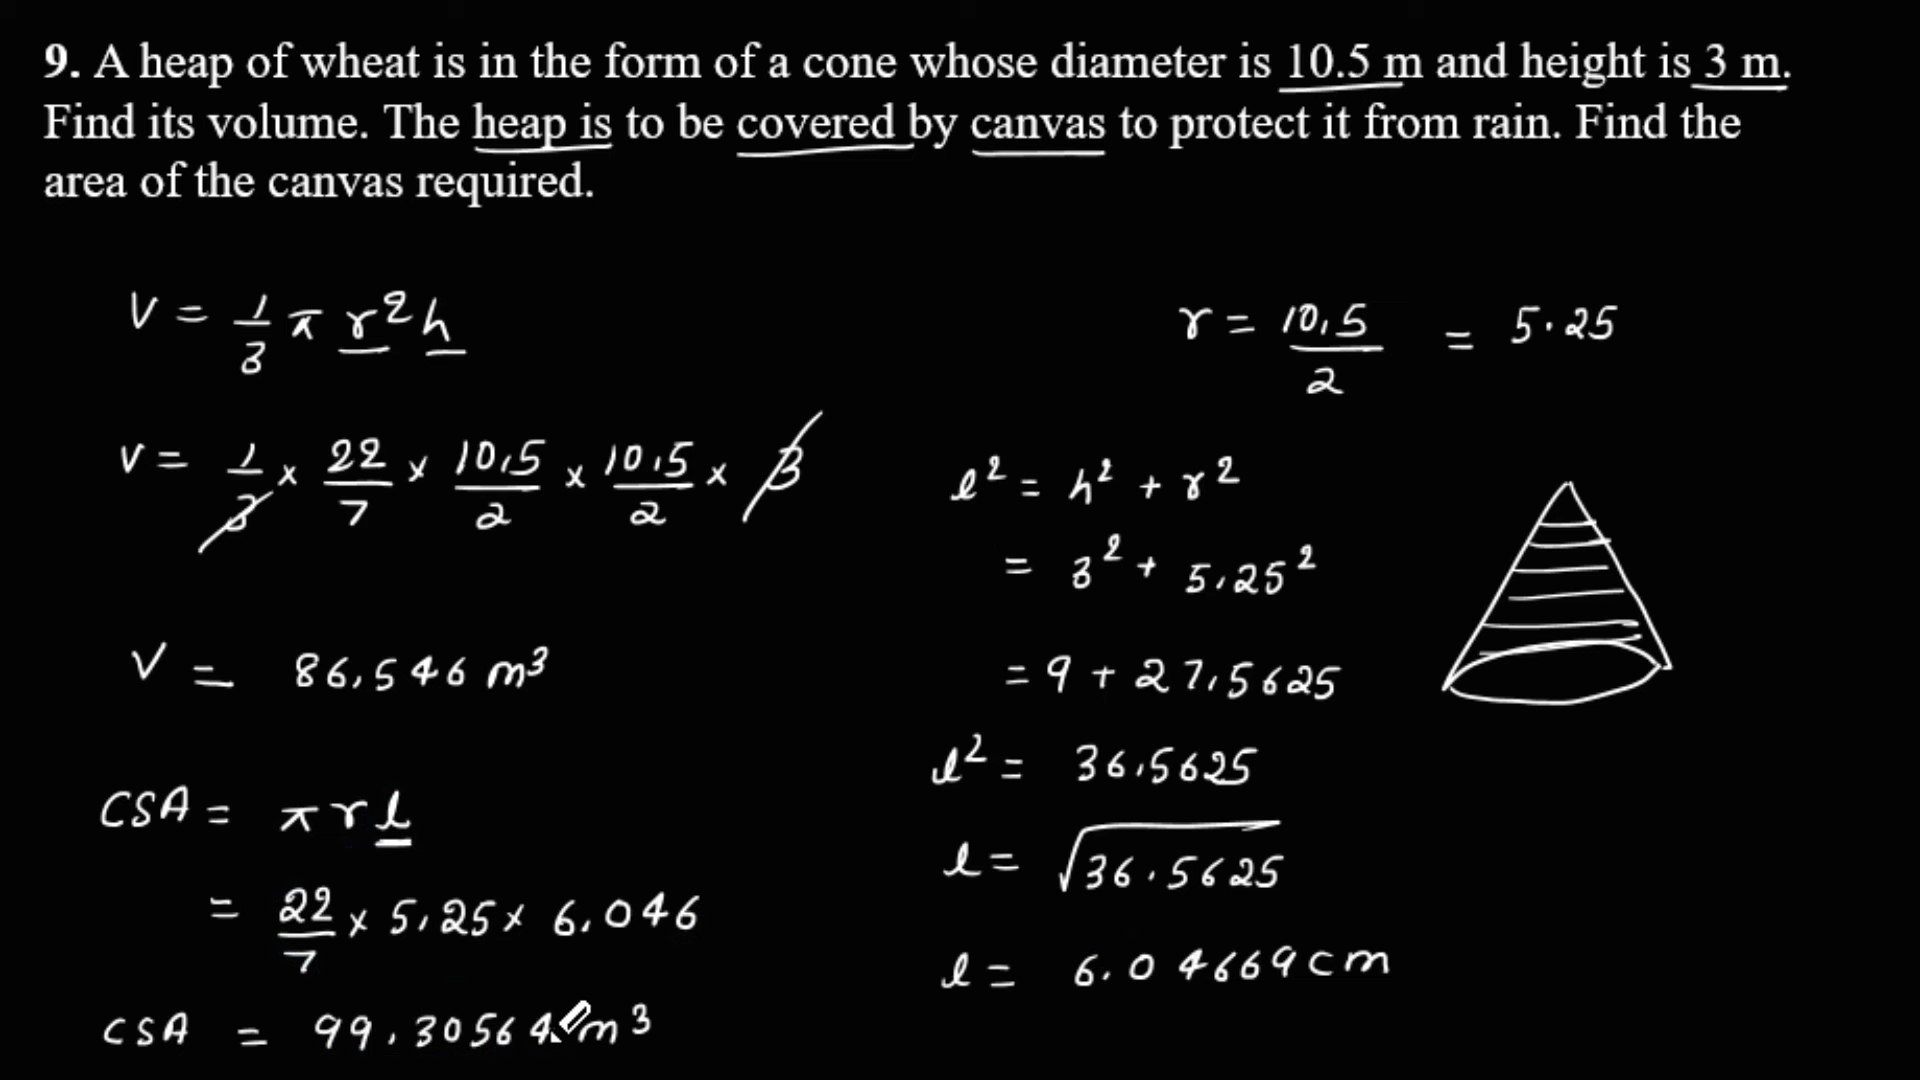 9. A heap of wheat is in the form of a cone whose diameter is 10.5 m and height is 3 m.
Find its volume. The heap is to be covered by canvas to protect it from rain. Find the
area of the canvas required.
V = 1/3 π r²h
V = 1/3 × 22/7 × 10.5/2 × 10.5/2 × 3
V = 86.546 m³
CSA = πrl
= 22/7 × 5.25 × 6.046
CSA = 99.30564 m³
r = 10.5/2 = 5.25
l² = h² + r²
= 3² + 5.25²
= 9 + 27.5625
l² = 36.5625
l = √36.5625
l = 6.04669cm